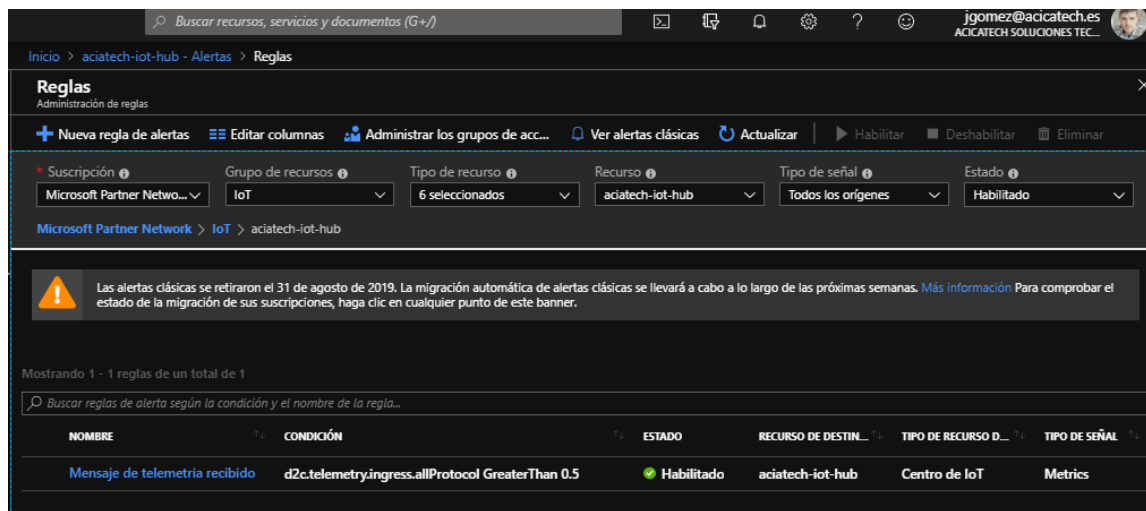 Buscar recursos, servicios y documentos (G+/)
jgomez@acicatech.es
ACICATECH SOLUCIONES TEC...
Inicio > aciatech-iot-hub - Alertas > Reglas
Reglas
Administración de reglas
Nueva regla de alertas Editar columnas Administrar los grupos de acc... Ver alertas clásicas Actualizar Habilitar Deshabilitar Eliminar
* Suscripción Grupo de recursos Tipo de recurso Recurso Tipo de señal Estado
Microsoft Partner Netwo... IoT 6 seleccionados aciatech-iot-hub Todos los orígenes Habilitado
Microsoft Partner Network > IoT > aciatech-iot-hub
Las alertas clásicas se retiraron el 31 de agosto de 2019. La migración automática de alertas clásicas se llevará a cabo a lo largo de las próximas semanas. Más información Para comprobar el
estado de la migración de sus suscripciones, haga clic en cualquier punto de este banner.
Mostrando 1 - 1 reglas de un total de 1
Buscar reglas de alerta según la condición y el nombre de la regla...
NOMBRE CONDICIÓN ESTADO RECURSO DE DESTIN... TIPO DE RECURSO D... TIPO DE SEÑAL
Mensaje de telemetria recibido d2c.telemetry.ingress.allProtocol GreaterThan 0.5 Habilitado aciatech-iot-hub Centro de IoT Metrics